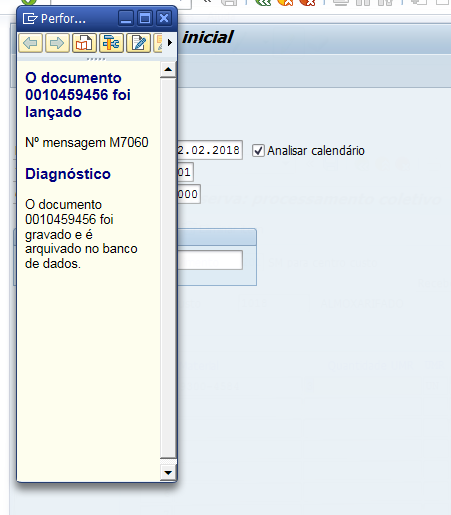 Perfor...
inicial
O documento
0010459456 foi
lançado
Nº mensagem M7060
Diagnóstico
O documento
0010459456 foi
gravado e é
arquivado no banco
de dados.
2.02.2018
Analisar calendário
01
000